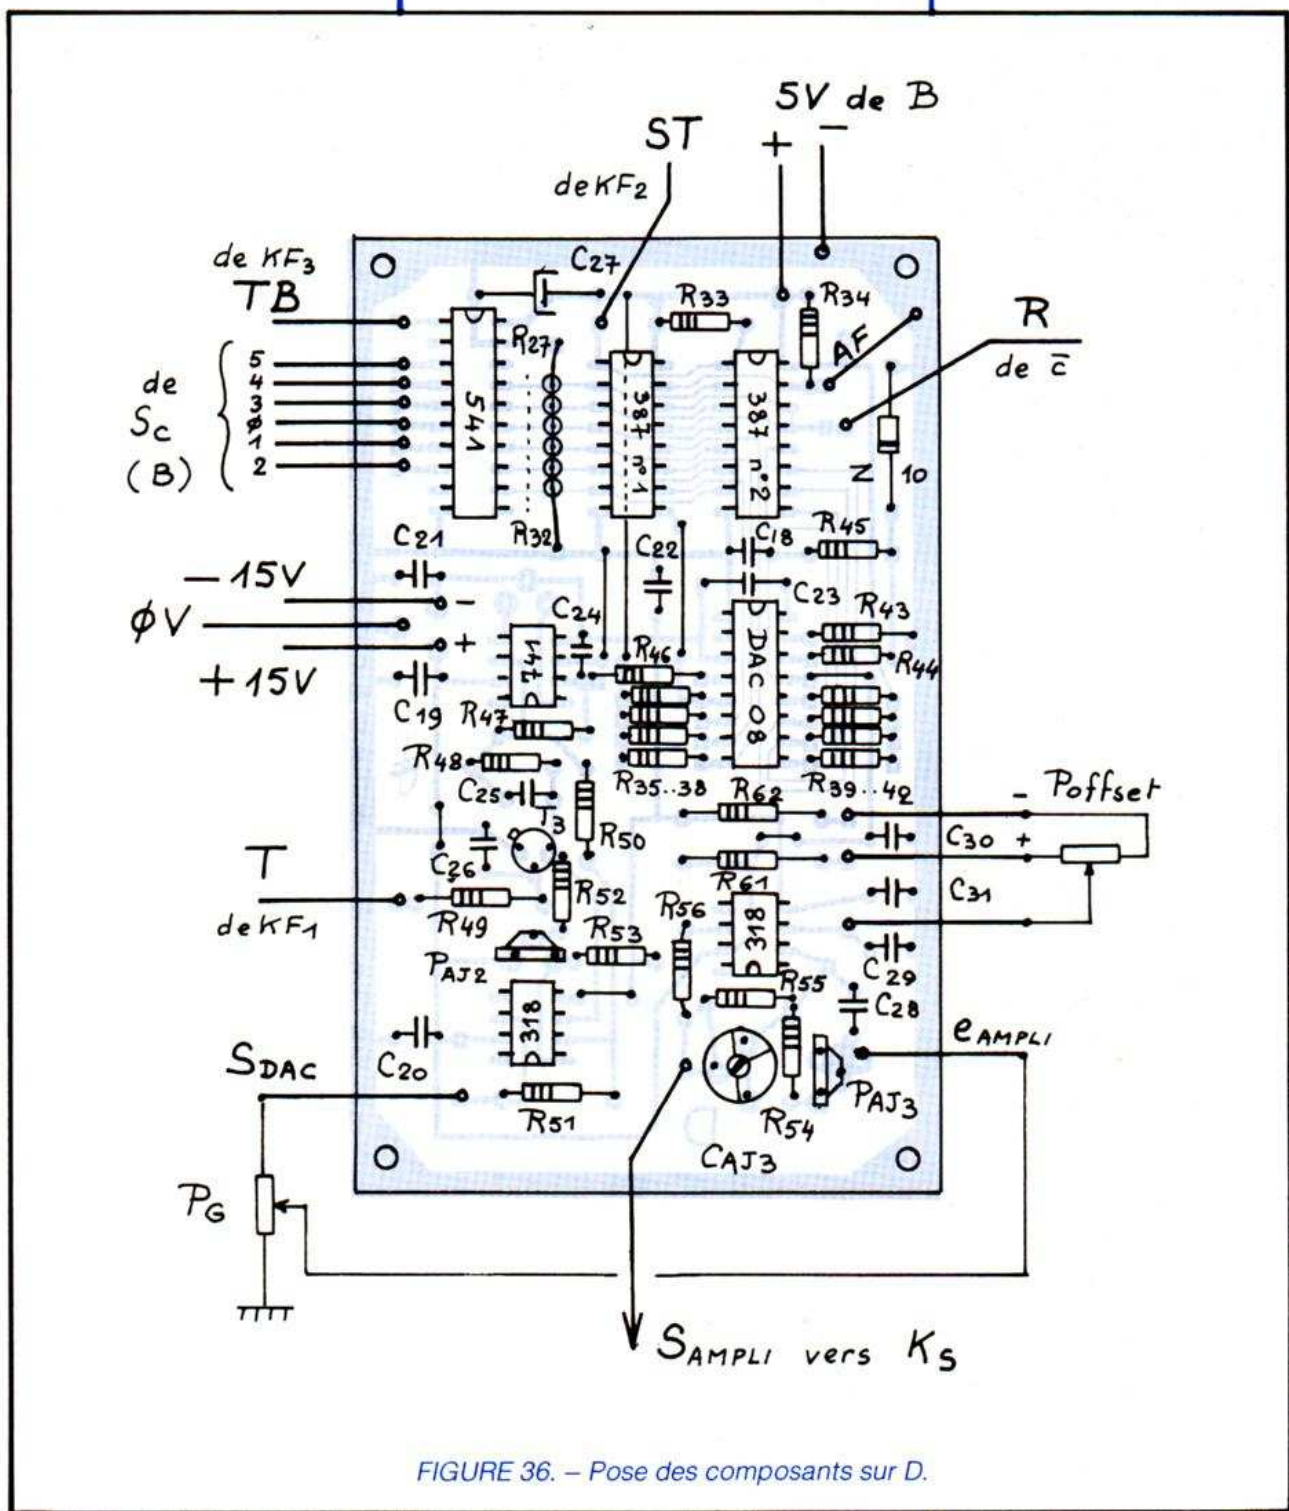 5V de B
+ −
ST
de KF2
de KF3
TB
C27
R33
R34
R
de c̄
AF
R27
5
4
3
ø
1
2
de
Sc
(B)
541
387 n°1
387 n°2
Z 10
R32
C21
C22
C18
R45
− 15V
−
C23
øV
C24
R43
+
741
R46
DAC 08
R44
+ 15V
C19
R47
R48
R35..38
R39..42
R62
C25
J3
R50
− Poffset
C30
+
C26
T
R61
C31
R52
de KF1
R49
R56
318
R53
PAJ2
C29
R55
C28
318
eAMPLI
SDAC
C20
PAJ3
R51
R54
CAJ3
D
PG
SAMPLI vers KS
FIGURE 36. – Pose des composants sur D.